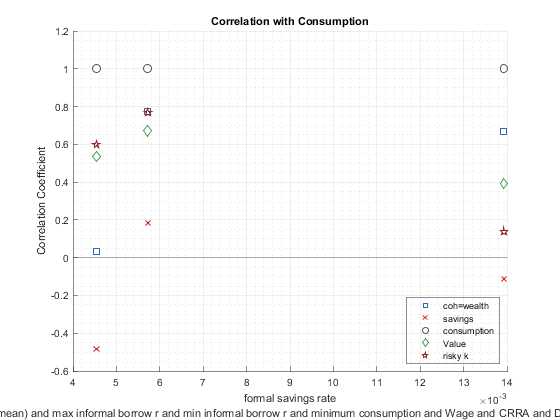 Correlation with Consumption
1.2
1
0.8
0.6
0.4
0.2
0
-0.2
-0.4
-0.6
Correlation Coefficient
coh=wealth
savings
consumption
Value
risky k
4 5 6 7 8 9 10 11 12 13 14
×10⁻³
formal savings rate
mean) and max informal borrow r and min informal borrow r and minimum consumption and Wage and CRRA and